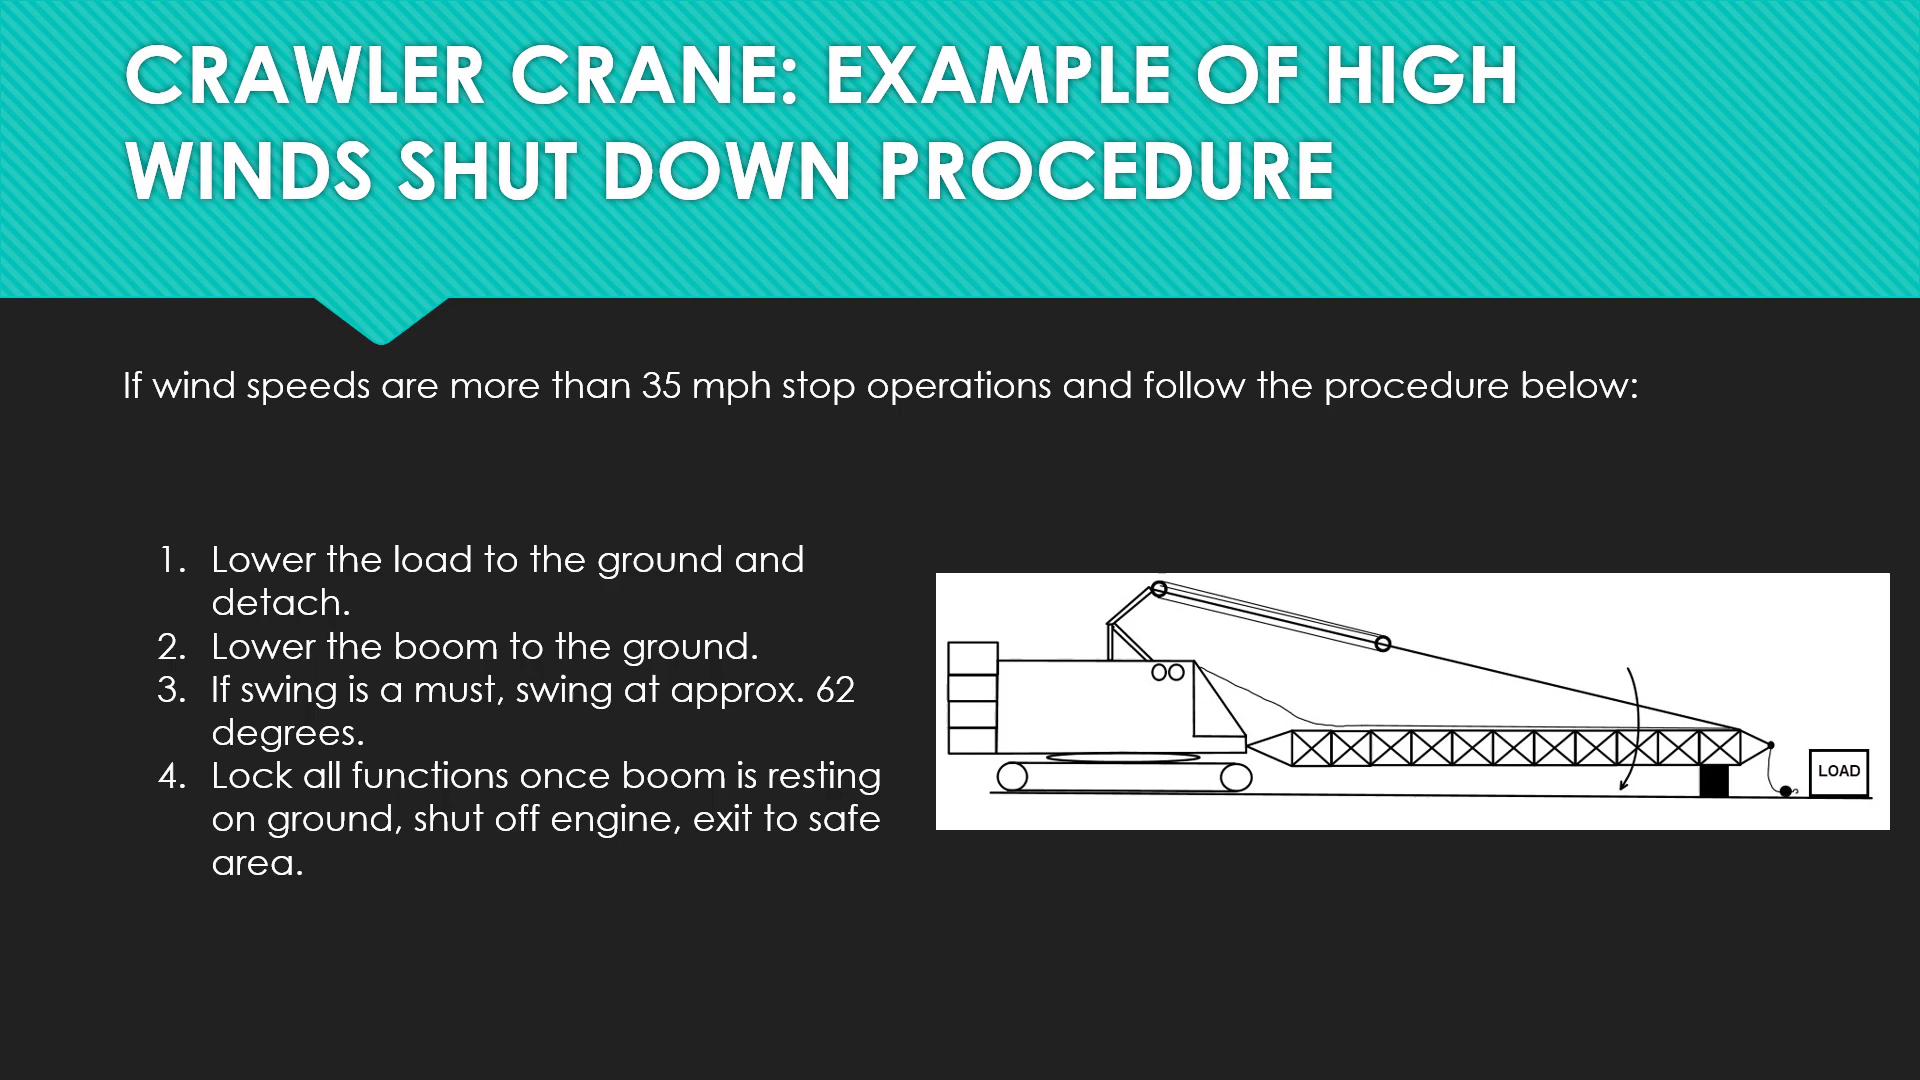 CRAWLER CRANE: EXAMPLE OF HIGH
WINDS SHUT DOWN PROCEDURE
If wind speeds are more than 35 mph stop operations and follow the procedure below:
1. Lower the load to the ground and
detach.
2. Lower the boom to the ground.
3. If swing is a must, swing at approx. 62
degrees.
4. Lock all functions once boom is resting
on ground, shut off engine, exit to safe
area.
LOAD